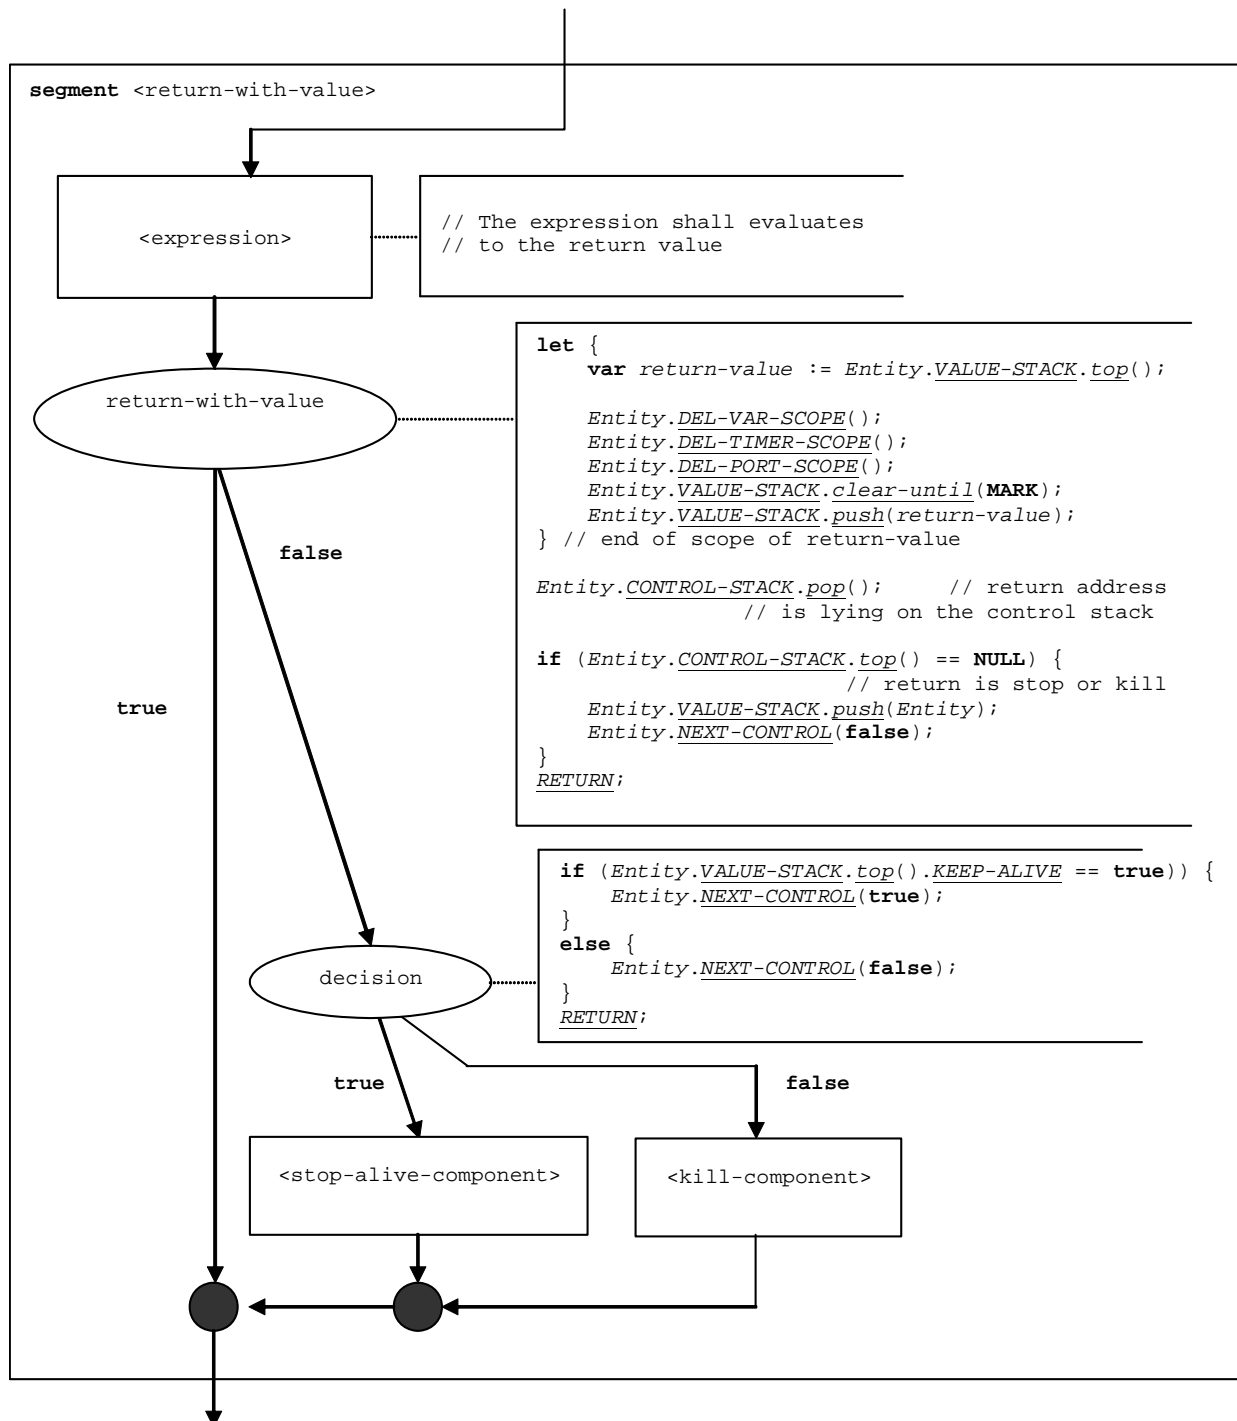 segment <return-with-value>
<expression>
// The expression shall evaluates
// to the return value
return-with-value
let {
var return-value := Entity.VALUE-STACK.top();
Entity.DEL-VAR-SCOPE();
Entity.DEL-TIMER-SCOPE();
Entity.DEL-PORT-SCOPE();
Entity.VALUE-STACK.clear-until(MARK);
Entity.VALUE-STACK.push(return-value);
} // end of scope of return-value
Entity.CONTROL-STACK.pop(); // return address
// is lying on the control stack
if (Entity.CONTROL-STACK.top() == NULL) {
// return is stop or kill
Entity.VALUE-STACK.push(Entity);
Entity.NEXT-CONTROL(false);
}
RETURN;
false
true
decision
if (Entity.VALUE-STACK.top().KEEP-ALIVE == true)) {
Entity.NEXT-CONTROL(true);
}
else {
Entity.NEXT-CONTROL(false);
}
RETURN;
true
false
<stop-alive-component>
<kill-component>